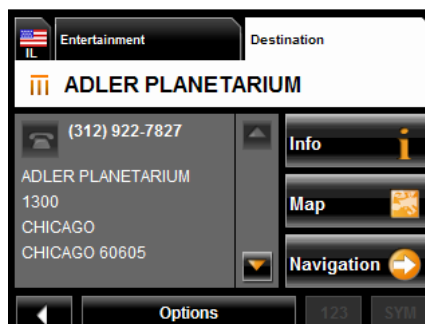 IL
Entertainment
Destination
ADLER PLANETARIUM
(312) 922-7827
ADLER PLANETARIUM
1300
CHICAGO
CHICAGO 60605
Info
Map
Navigation
Options
123
SYM